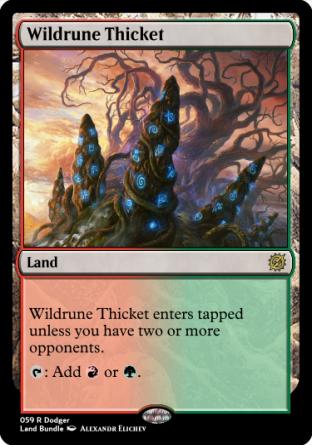 Wildrune Thicket
Land
Wildrune Thicket enters tapped
unless you have two or more
opponents.
: Add or .
059 R Dodger
Land Bundle Alexandr Elichev